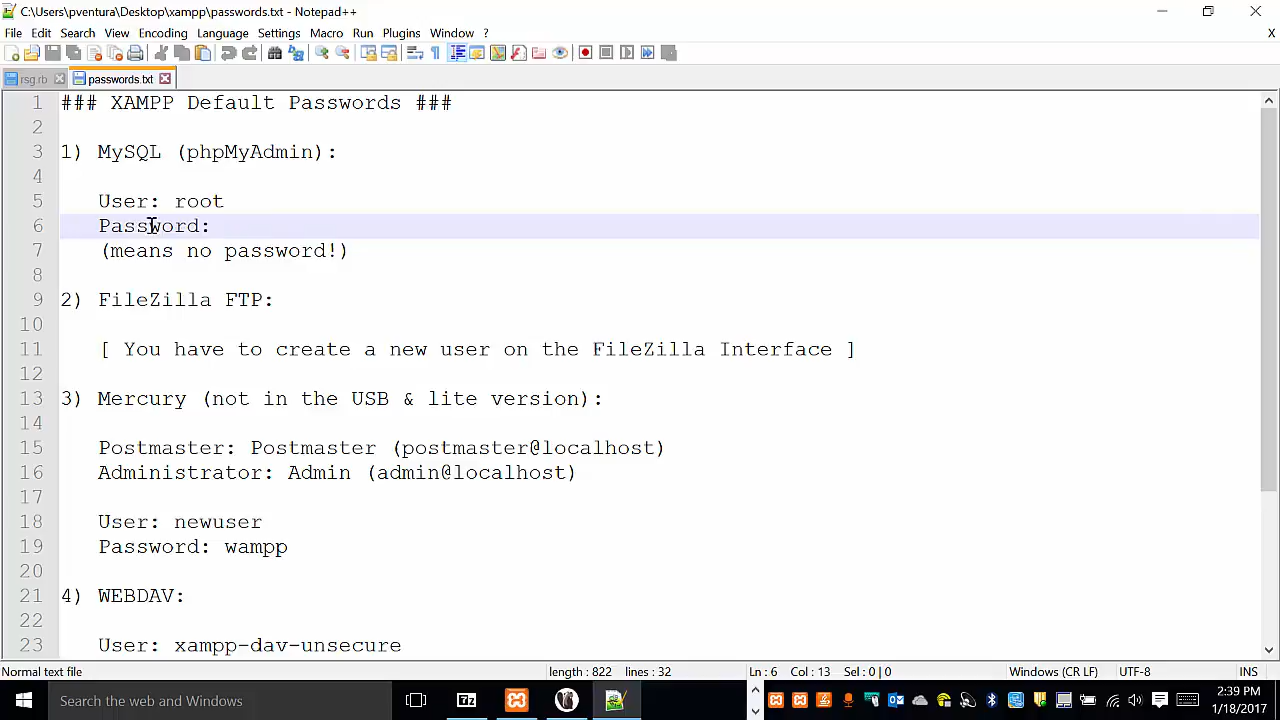 C:\Users\pventura\Desktop\xampp\passwords.txt - Notepad++
File Edit Search View Encoding Language Settings Macro Run Plugins Window ? X
rsg.rb passwords.txt
1 ### XAMPP Default Passwords ###
2
3 1) MySQL (phpMyAdmin):
4
5 User: root
6 Password:
7 (means no password!)
8
9 2) FileZilla FTP:
10
11 [ You have to create a new user on the FileZilla Interface ]
12
13 3) Mercury (not in the USB & lite version):
14
15 Postmaster: Postmaster (postmaster@localhost)
16 Administrator: Admin (admin@localhost)
17
18 User: newuser
19 Password: wampp
20
21 4) WEBDAV:
22
23 User: xampp-dav-unsecure
Normal text file length : 822 lines : 32 Ln : 6 Col : 13 Sel : 0 | 0 Windows (CR LF) UTF-8 INS
Search the web and Windows
2:39 PM
1/18/2017